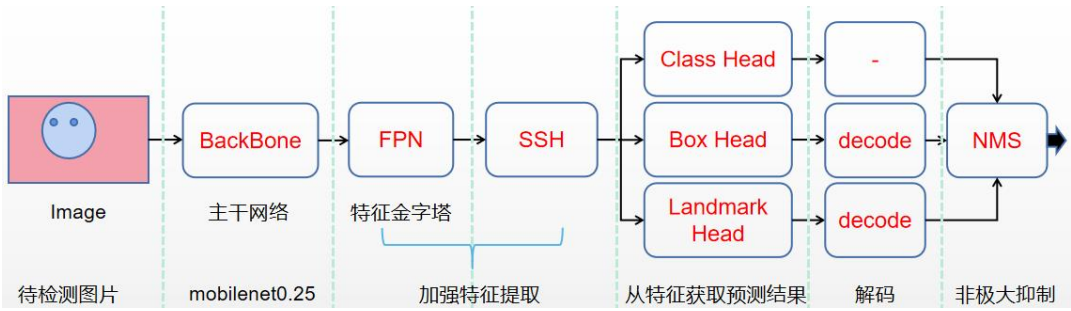 Class Head
-
BackBone
FPN
SSH
Box Head
decode
NMS
Image
主干网络
特征金字塔
Landmark
Head
decode
待检测图片
mobilenet0.25
加强特征提取
从特征获取预测结果
解码
非极大抑制